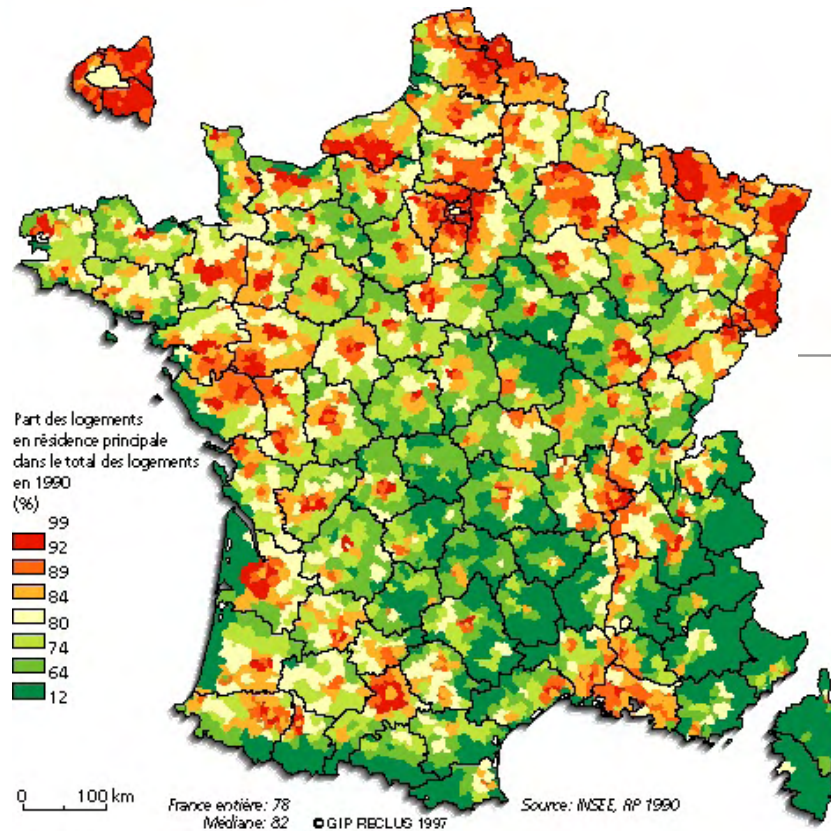 Part des logements
en résidence principale
dans le total des logements
en 1990
(%)
99
92
89
84
80
74
64
12
0 100 km
France entière: 78
Médiane: 82
© GIP RECLUS 1997
Source: INSEE, RP 1990